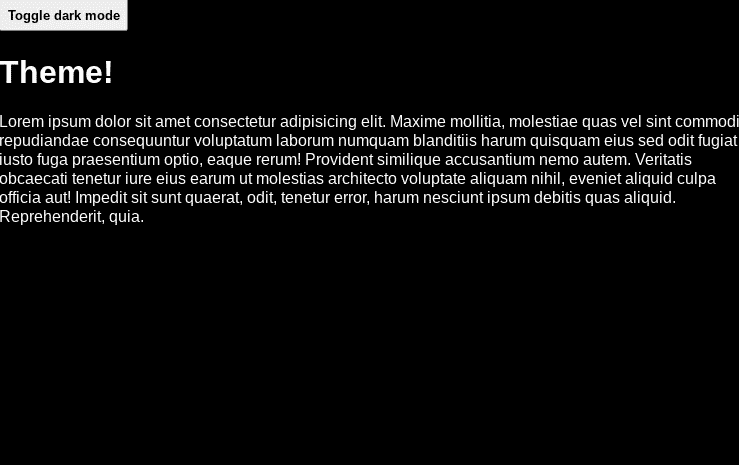 Toggle dark mode
Theme!
Lorem ipsum dolor sit amet consectetur adipisicing elit. Maxime mollitia, molestiae quas vel sint commodi
repudiandae consequuntur voluptatum laborum numquam blanditiis harum quisquam eius sed odit fugiat
iusto fuga praesentium optio, eaque rerum! Provident similique accusantium nemo autem. Veritatis
obcaecati tenetur iure eius earum ut molestias architecto voluptate aliquam nihil, eveniet aliquid culpa
officia aut! Impedit sit sunt quaerat, odit, tenetur error, harum nesciunt ipsum debitis quas aliquid.
Reprehenderit, quia.